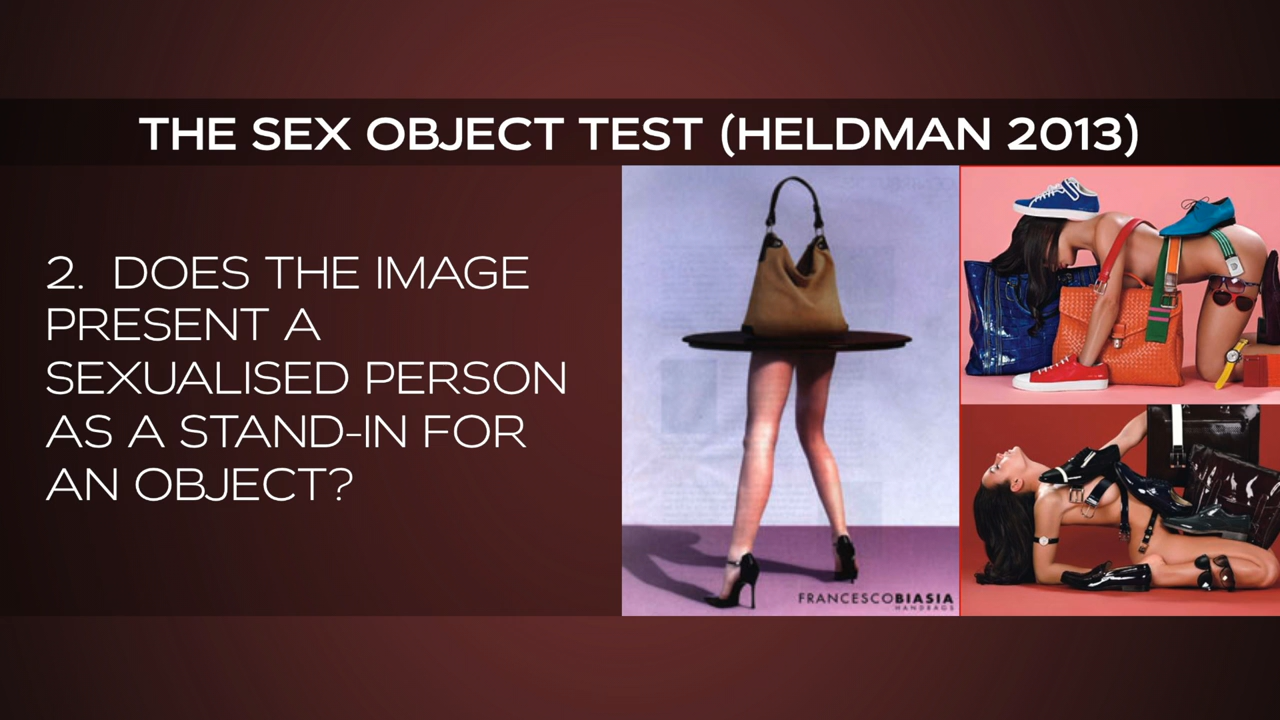 THE SEX OBJECT TEST (HELDMAN 2013)
2. DOES THE IMAGE
PRESENT A
SEXUALISED PERSON
AS A STAND-IN FOR
AN OBJECT?
FRANCESCOBIASIA
HANDBAGS